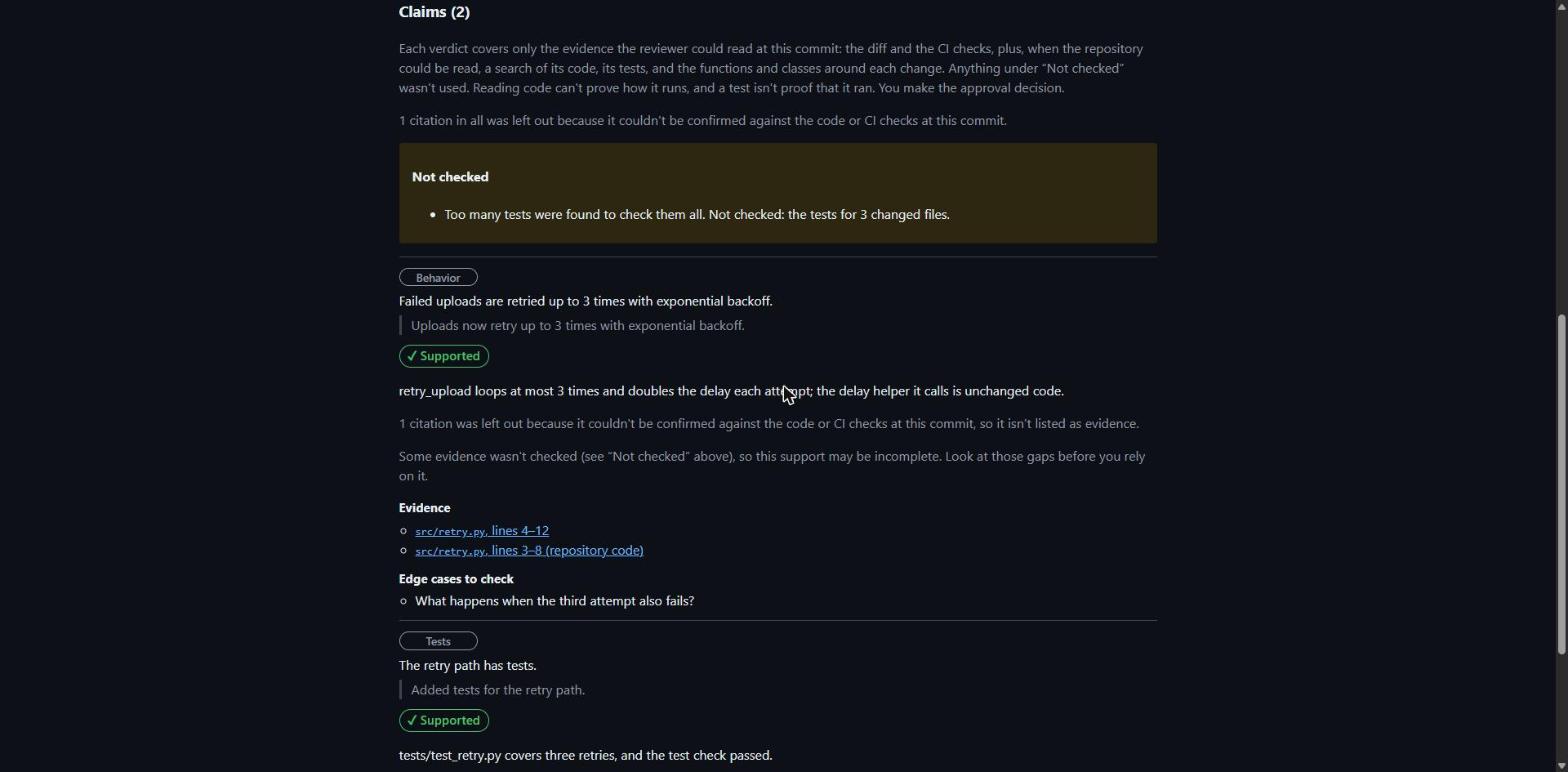 Claims (2)
Each verdict covers only the evidence the reviewer could read at this commit: the diff and the CI checks, plus, when the repository
could be read, a search of its code, its tests, and the functions and classes around each change. Anything under “Not checked”
wasn't used. Reading code can't prove how it runs, and a test isn't proof that it ran. You make the approval decision.
1 citation in all was left out because it couldn't be confirmed against the code or CI checks at this commit.
Not checked
• Too many tests were found to check them all. Not checked: the tests for 3 changed files.
Behavior
Failed uploads are retried up to 3 times with exponential backoff.
Uploads now retry up to 3 times with exponential backoff.
✓ Supported
retry_upload loops at most 3 times and doubles the delay each attempt; the delay helper it calls is unchanged code.
1 citation was left out because it couldn't be confirmed against the code or CI checks at this commit, so it isn't listed as evidence.
Some evidence wasn't checked (see “Not checked” above), so this support may be incomplete. Look at those gaps before you rely
on it.
Evidence
src/retry.py, lines 4–12
src/retry.py, lines 3–8 (repository code)
Edge cases to check
What happens when the third attempt also fails?
Tests
The retry path has tests.
Added tests for the retry path.
✓ Supported
tests/test_retry.py covers three retries, and the test check passed.